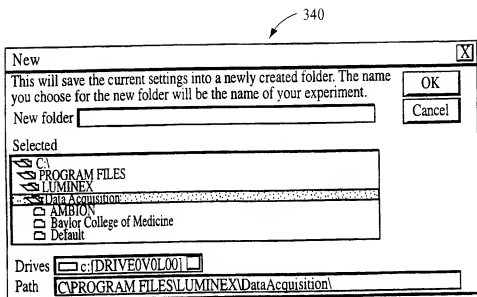 340
New X
This will save the current settings into a newly created folder. The name
you choose for the new folder will be the name of your experiment.
OK
New folder
Cancel
Selected
C:\
PROGRAM FILES
LUMINEX
Data Acquisition
AMBION
Baylor College of Medicine
Default
Drives c:[DRIVE0V0L00]
Path C\PROGRAM FILES\LUMINEX\DataAcquisition\